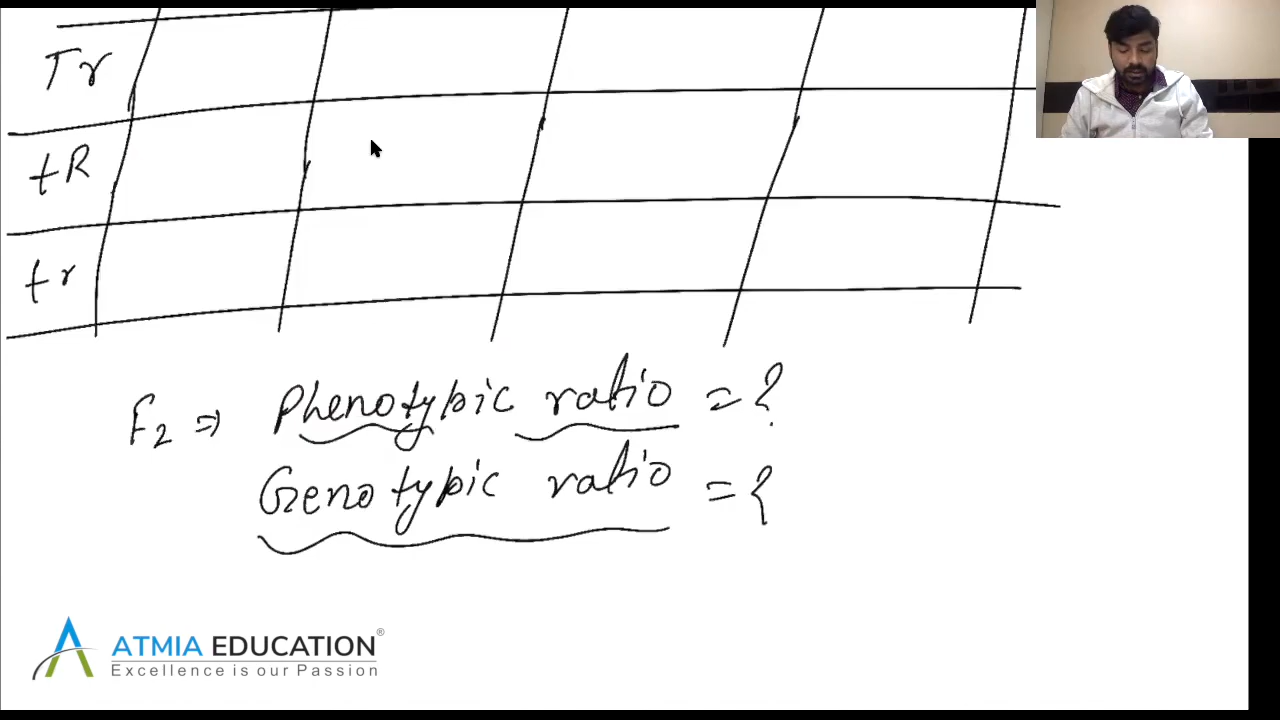 Tr
tR
tr
F2 ⇒ Phenotypic ratio = ?
Genotypic ratio = ?
ATMIA EDUCATION®
Excellence is our Passion